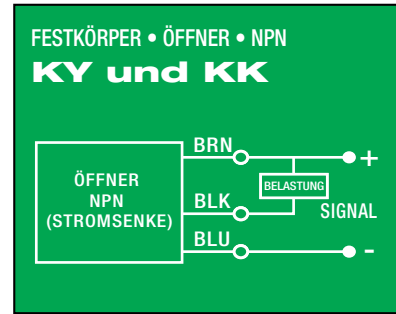 FESTKÖRPER • ÖFFNER • NPN
KY und KK
BRN
+
ÖFFNER
NPN
(STROMSENKE)
BELASTUNG
BLK
SIGNAL
BLU
-